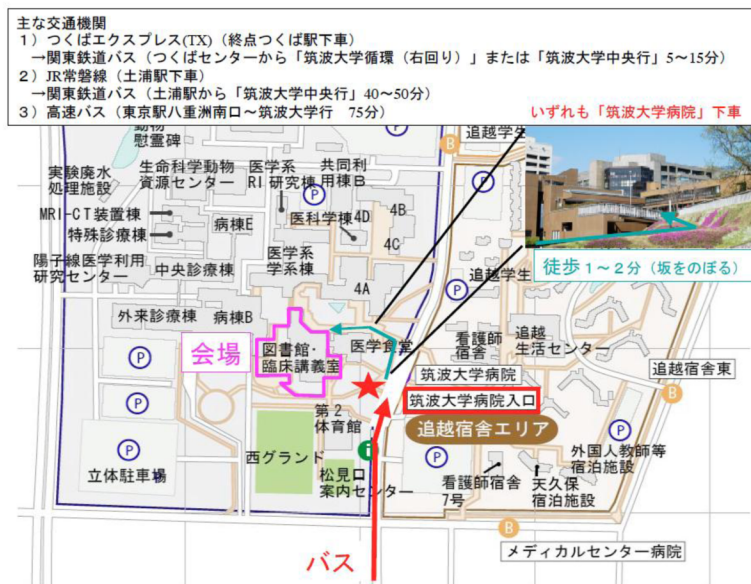 主な交通機関
1）つくばエクスプレス(TX)（終点つくば駅下車）
→関東鉄道バス（つくばセンターから「筑波大学循環（右回り）」または「筑波大学中央行」5～15分）
2）JR常磐線（土浦駅下車）
→関東鉄道バス（土浦駅から「筑波大学中央行」40～50分）
3）高速バス（東京駅八重洲南口～筑波大学行　75分）
いずれも「筑波大学病院」下車
動物
慰霊碑
追越学生
B
P
実験廃水
処理施設
生命科学動物
資源センター
医学系
RI研究棟
共同利
用棟B
P
P
MRI-CT装置棟
特殊診療棟
病棟E
医科学棟
4D
4B
4C
陽子線医学利用
研究センター
中央診療棟
医学系
学系棟
4A
追越学生
徒歩1～2分（坂をのぼる）
P
外来診療棟
病棟B
会場
図書館・
臨床講義室
医学食堂
看護師
宿舎
追越
生活センター
P
P
筑波大学病院
追越宿舎東
B
筑波大学病院入口
第2
体育館
追越宿舎エリア
P
立体駐車場
西グランド
i
松見口
案内センター
P
看護師宿舎
7号
天久保
宿泊施設
外国人教師等
宿泊施設
P
B
メディカルセンター病院
バス